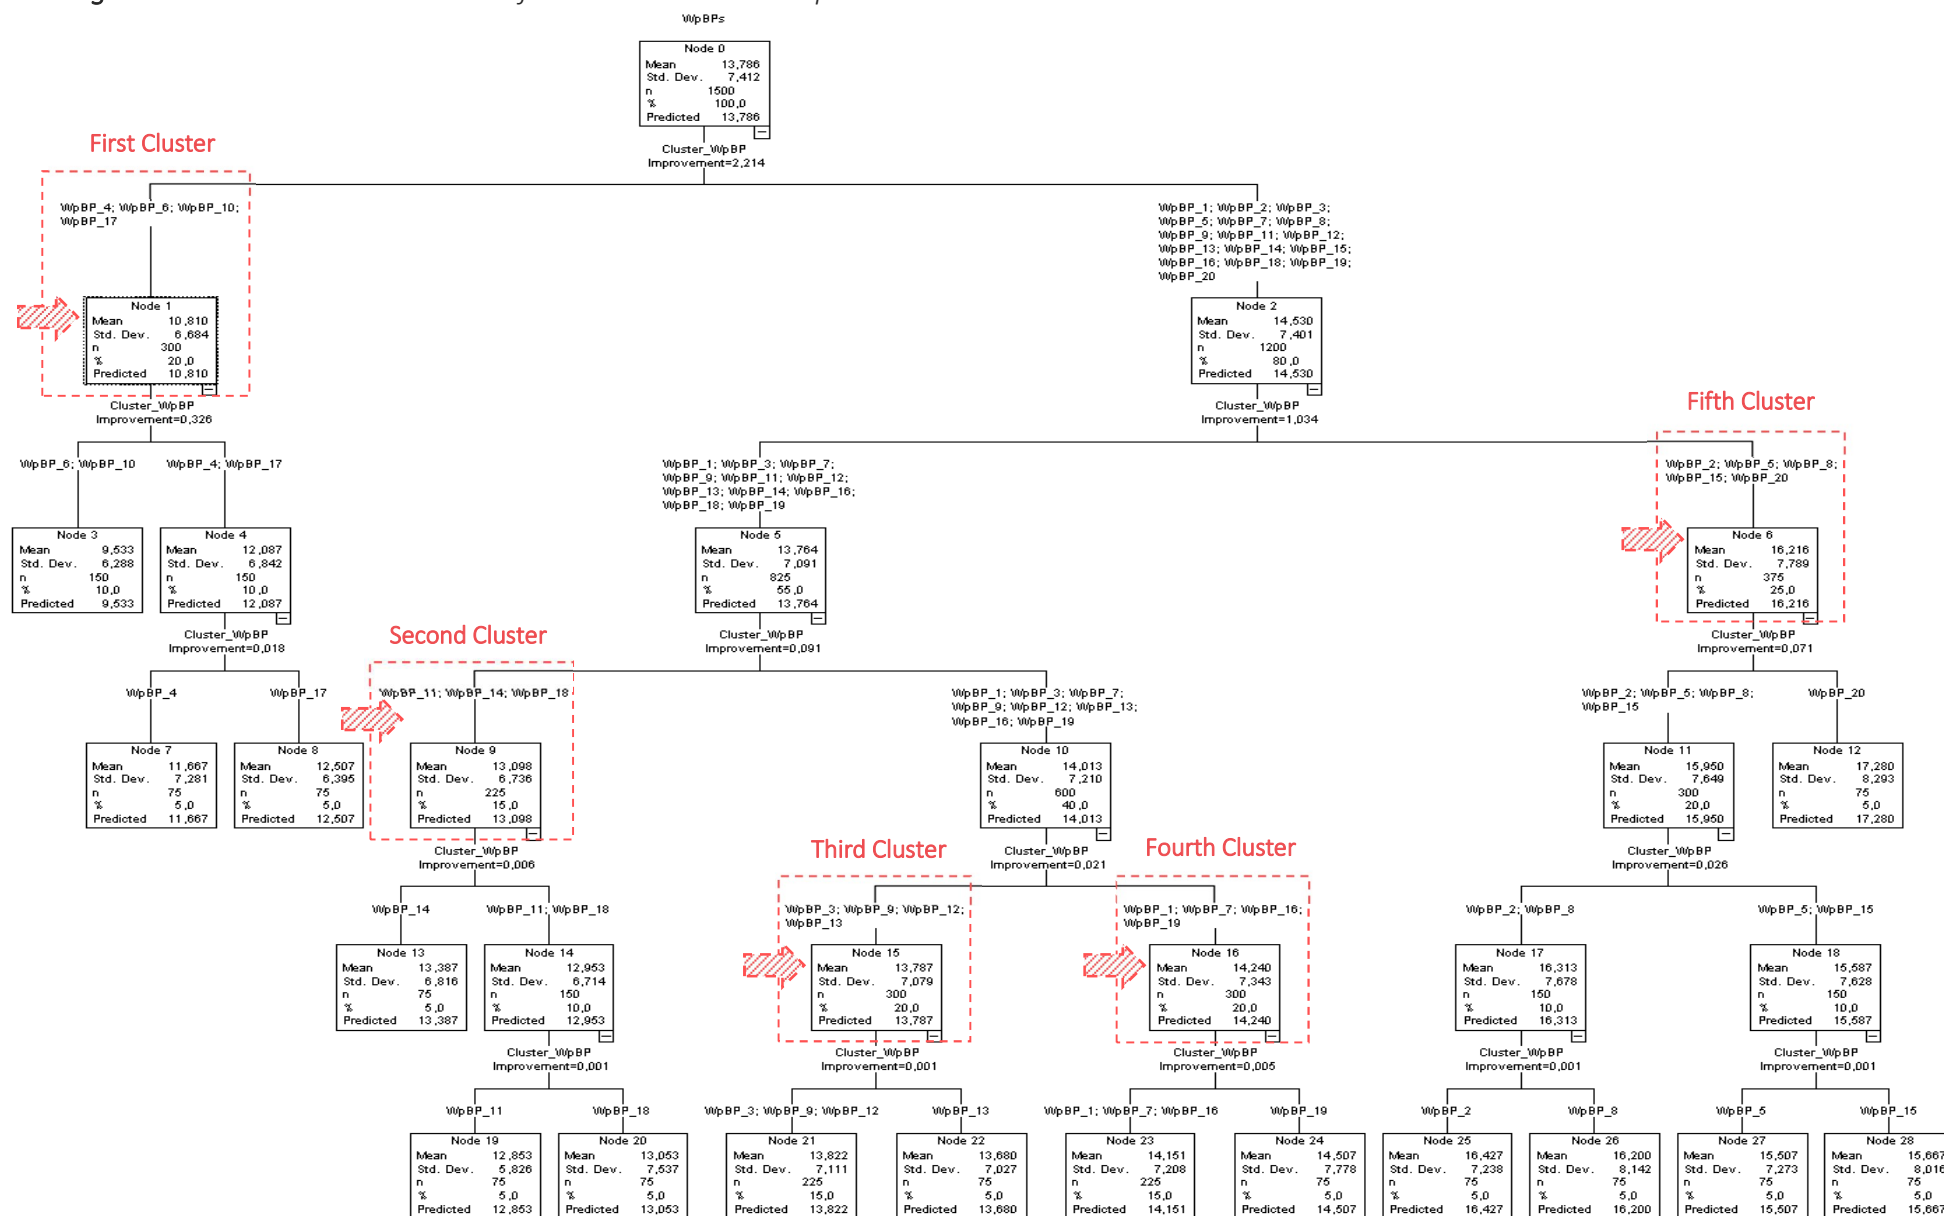 WpBPs
Node 0
Mean 13,786
Std. Dev. 7,412
n 1500
% 100,0
Predicted 13,786
Cluster_WpBP
Improvement=2,214
First Cluster
WpBP_4; WpBP_6; WpBP_10;
WpBP_17
WpBP_1; WpBP_2; WpBP_3;
WpBP_5; WpBP_7; WpBP_8;
WpBP_9; WpBP_11; WpBP_12;
WpBP_13; WpBP_14; WpBP_15;
WpBP_16; WpBP_18; WpBP_19;
WpBP_20
Node 1
Mean 10,810
Std. Dev. 6,684
n 300
% 20,0
Predicted 10,810
Cluster_WpBP
Improvement=0,326
Node 2
Mean 14,530
Std. Dev. 7,401
n 1200
% 80,0
Predicted 14,530
Cluster_WpBP
Improvement=1,034
Fifth Cluster
WpBP_6; WpBP_10
WpBP_4; WpBP_17
WpBP_1; WpBP_3; WpBP_7;
WpBP_9; WpBP_11; WpBP_12;
WpBP_13; WpBP_14; WpBP_16;
WpBP_18; WpBP_19
WpBP_2; WpBP_5; WpBP_8;
WpBP_15; WpBP_20
Node 3
Mean 9,533
Std. Dev. 6,288
n 150
% 10,0
Predicted 9,533
Node 4
Mean 12,087
Std. Dev. 6,842
n 150
% 10,0
Predicted 12,087
Cluster_WpBP
Improvement=0,018
Node 5
Mean 13,764
Std. Dev. 7,091
n 825
% 55,0
Predicted 13,764
Cluster_WpBP
Improvement=0,091
Node 6
Mean 16,216
Std. Dev. 7,789
n 375
% 25,0
Predicted 16,216
Cluster_WpBP
Improvement=0,071
Second Cluster
WpBP_4
WpBP_17
WpBP_11; WpBP_14; WpBP_18
WpBP_1; WpBP_3; WpBP_7;
WpBP_9; WpBP_12; WpBP_13;
WpBP_16; WpBP_19
WpBP_2; WpBP_5; WpBP_8;
WpBP_15
WpBP_20
Node 7
Mean 11,667
Std. Dev. 7,281
n 75
% 5,0
Predicted 11,667
Node 8
Mean 12,507
Std. Dev. 6,395
n 75
% 5,0
Predicted 12,507
Node 9
Mean 13,098
Std. Dev. 6,736
n 225
% 15,0
Predicted 13,098
Cluster_WpBP
Improvement=0,006
Node 10
Mean 14,013
Std. Dev. 7,210
n 600
% 40,0
Predicted 14,013
Cluster_WpBP
Improvement=0,021
Node 11
Mean 15,950
Std. Dev. 7,649
n 300
% 20,0
Predicted 15,950
Cluster_WpBP
Improvement=0,026
Node 12
Mean 17,280
Std. Dev. 8,293
n 75
% 5,0
Predicted 17,280
Third Cluster
Fourth Cluster
WpBP_14
WpBP_11; WpBP_18
WpBP_3; WpBP_9; WpBP_12;
WpBP_13
WpBP_1; WpBP_7; WpBP_16;
WpBP_19
WpBP_2; WpBP_8
WpBP_5; WpBP_15
Node 13
Mean 13,387
Std. Dev. 6,816
n 75
% 5,0
Predicted 13,387
Node 14
Mean 12,953
Std. Dev. 6,714
n 150
% 10,0
Predicted 12,953
Cluster_WpBP
Improvement=0,001
Node 15
Mean 13,787
Std. Dev. 7,079
n 300
% 20,0
Predicted 13,787
Cluster_WpBP
Improvement=0,001
Node 16
Mean 14,240
Std. Dev. 7,343
n 300
% 20,0
Predicted 14,240
Cluster_WpBP
Improvement=0,005
Node 17
Mean 16,313
Std. Dev. 7,678
n 150
% 10,0
Predicted 16,313
Cluster_WpBP
Improvement=0,001
Node 18
Mean 15,587
Std. Dev. 7,628
n 150
% 10,0
Predicted 15,587
Cluster_WpBP
Improvement=0,001
WpBP_11
WpBP_18
WpBP_3; WpBP_9; WpBP_12
WpBP_13
WpBP_1; WpBP_7; WpBP_16
WpBP_19
WpBP_2
WpBP_8
WpBP_5
WpBP_15
Node 19
Mean 12,853
Std. Dev. 5,826
n 75
% 5,0
Predicted 12,853
Node 20
Mean 13,053
Std. Dev. 7,537
n 75
% 5,0
Predicted 13,053
Node 21
Mean 13,822
Std. Dev. 7,111
n 225
% 15,0
Predicted 13,822
Node 22
Mean 13,680
Std. Dev. 7,027
n 75
% 5,0
Predicted 13,680
Node 23
Mean 14,151
Std. Dev. 7,208
n 225
% 15,0
Predicted 14,151
Node 24
Mean 14,507
Std. Dev. 7,778
n 75
% 5,0
Predicted 14,507
Node 25
Mean 16,427
Std. Dev. 7,238
n 75
% 5,0
Predicted 16,427
Node 26
Mean 16,200
Std. Dev. 8,142
n 75
% 5,0
Predicted 16,200
Node 27
Mean 15,507
Std. Dev. 7,273
n 75
% 5,0
Predicted 15,507
Node 28
Mean 15,667
Std. Dev. 8,016
n 75
% 5,0
Predicted 15,667